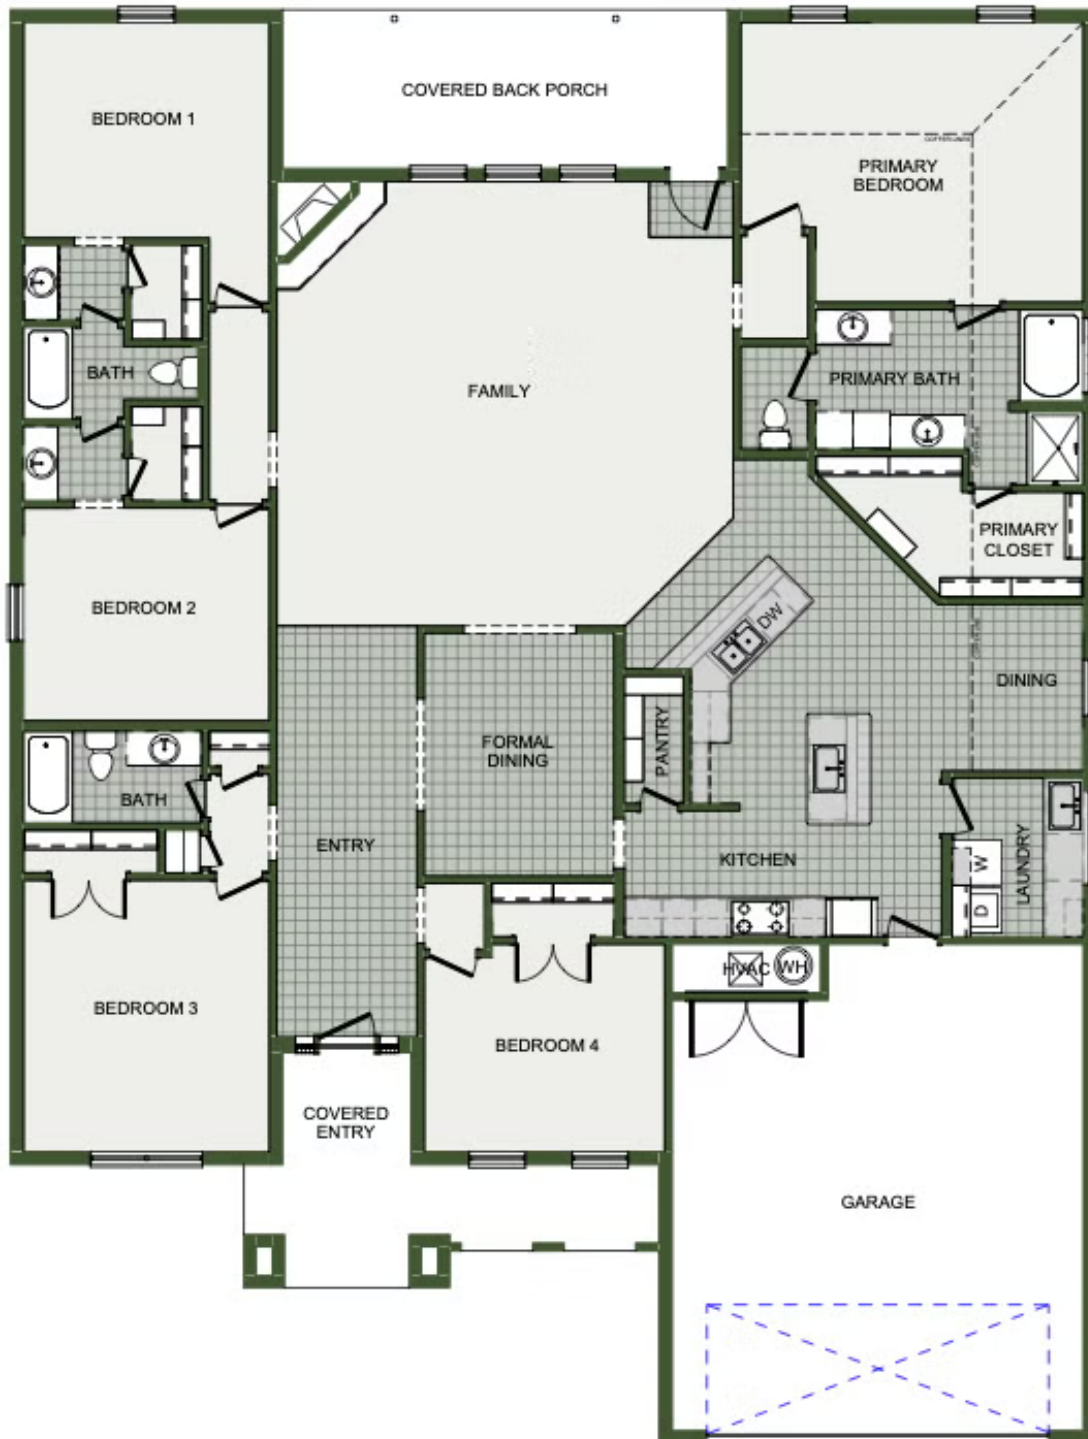 COVERED BACK PORCH
BEDROOM 1
PRIMARY
BEDROOM
BATH
FAMILY
PRIMARY BATH
PRIMARY
CLOSET
BEDROOM 2
DW
DINING
PANTRY
FORMAL
DINING
BATH
ENTRY
KITCHEN
W
D
LAUNDRY
HVAC
WH
BEDROOM 3
BEDROOM 4
COVERED
ENTRY
GARAGE